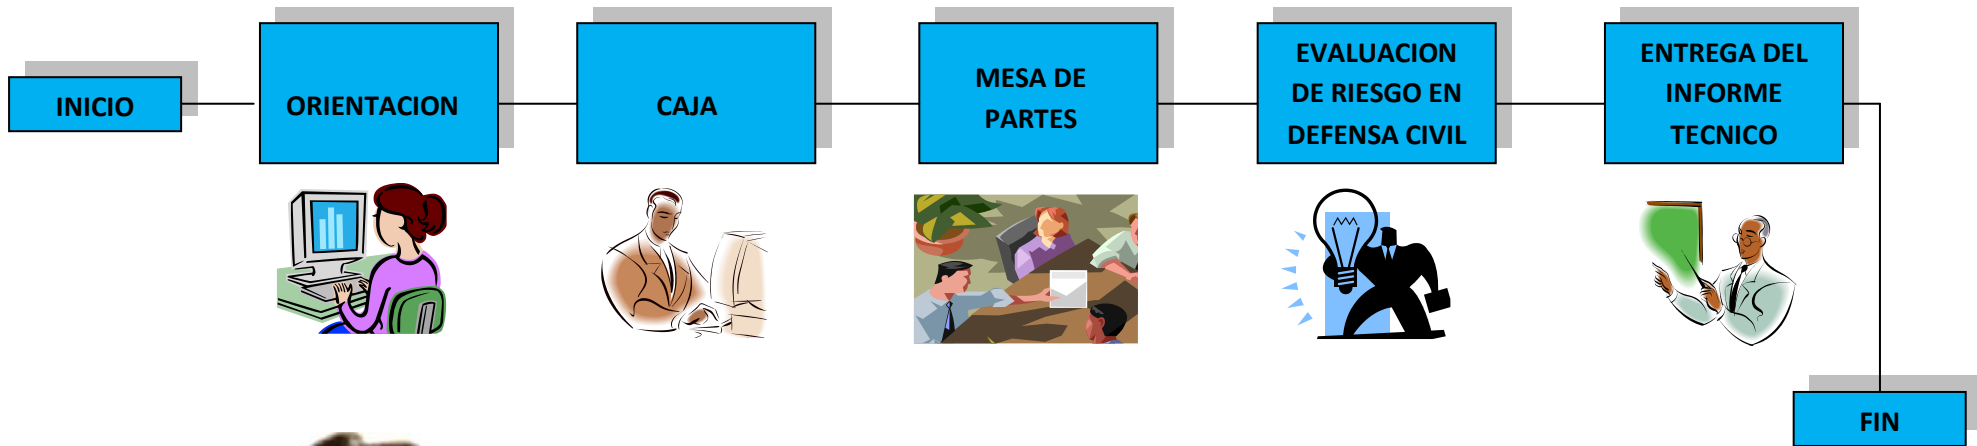 INICIO
ORIENTACION
CAJA
MESA DE
PARTES
EVALUACION
DE RIESGO EN
DEFENSA CIVIL
ENTREGA DEL
INFORME
TECNICO
FIN